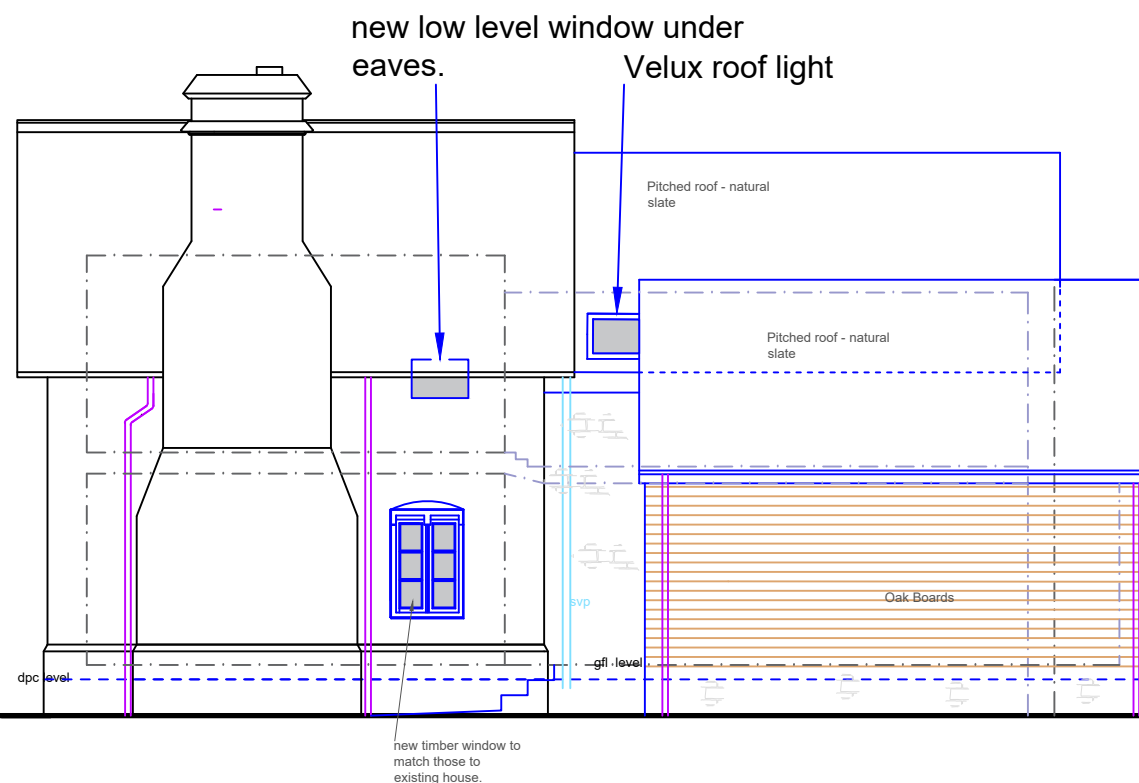 new low level window under
eaves.
Velux roof light
Pitched roof - natural
slate
Pitched roof - natural
slate
Oak Boards
svp
gfl level
dpc level
new timber window to
match those to
existing house.